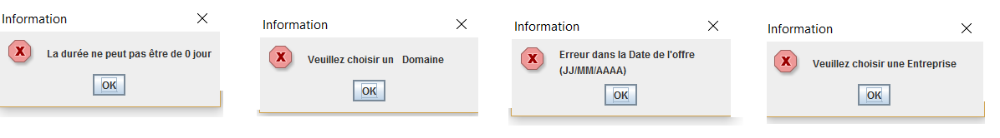 Information
La durée ne peut pas être de 0 jour
OK
Information
Veuillez choisir un Domaine
OK
Information
Erreur dans la Date de l'offre
(JJ/MM/AAAA)
OK
Information
Veuillez choisir une Entreprise
OK